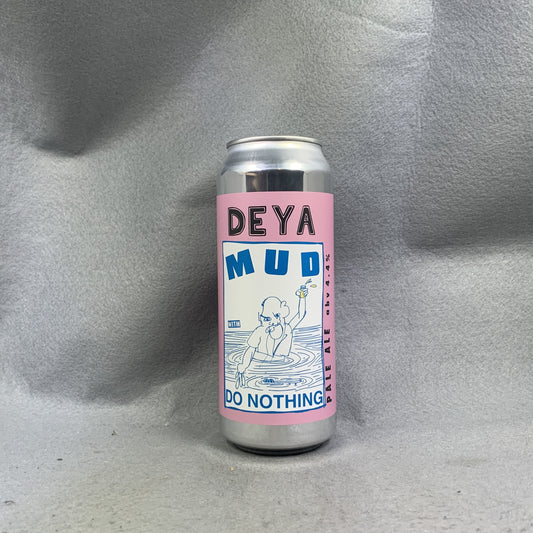 DEYA
MUD
DO NOTHING
PALE ALE abv 4.4%